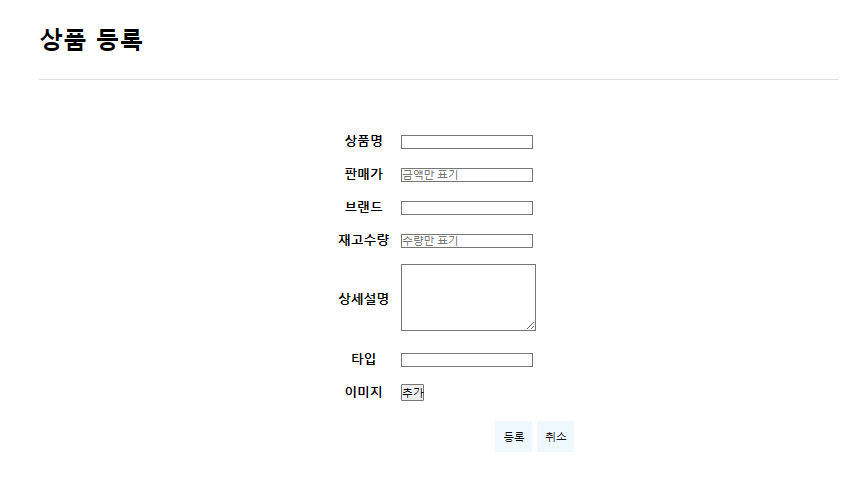 상품 등록
상품명
판매가 금액만 표기
브랜드
재고수량 수량만 표기
상세설명
타입
이미지 추가
등록 취소